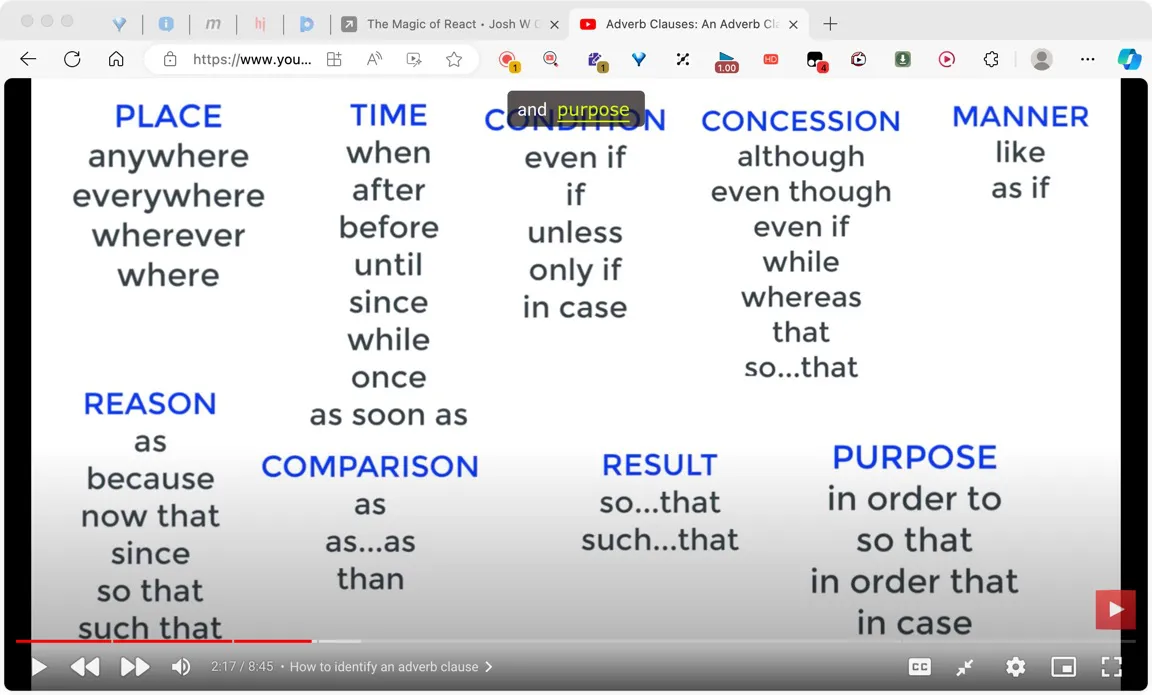 m
hi
The Magic of React • Josh W C
Adverb Clauses: An Adverb Cl
https://www.you...
1
1
1.00
HD
4
and purpose
PLACE
anywhere
everywhere
wherever
where
TIME
when
after
before
until
since
while
once
as soon as
CONDITION
even if
if
unless
only if
in case
CONCESSION
although
even though
even if
while
whereas
that
so...that
MANNER
like
as if
REASON
as
because
now that
since
so that
such that
COMPARISON
as
as...as
than
RESULT
so...that
such...that
PURPOSE
in order to
so that
in order that
in case
2:17 / 8:45 • How to identify an adverb clause
CC